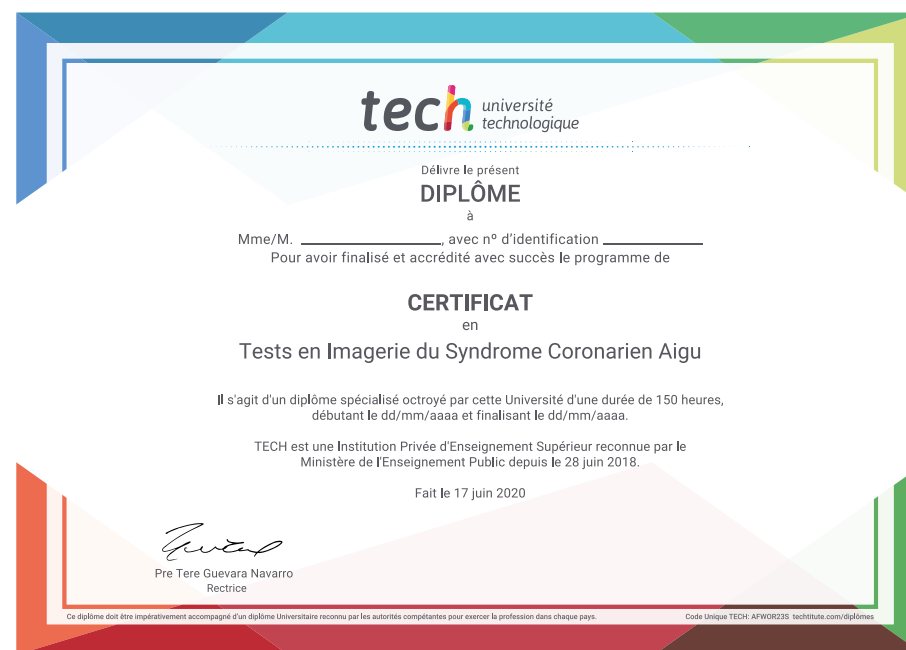 tech université
technologique
Délivre le présent
DIPLÔME
à
Mme/M. ____________________, avec nº d'identification ______________
Pour avoir finalisé et accrédité avec succès le programme de
CERTIFICAT
en
Tests en Imagerie du Syndrome Coronarien Aigu
Il s'agit d'un diplôme spécialisé octroyé par cette Université d'une durée de 150 heures,
débutant le dd/mm/aaaa et finalisant le dd/mm/aaaa.
TECH est une Institution Privée d'Enseignement Supérieur reconnue par le
Ministère de l'Enseignement Public depuis le 28 juin 2018.
Fait le 17 juin 2020
Pre Tere Guevara Navarro
Rectrice
Ce diplôme doit être impérativement accompagné d'un diplôme Universitaire reconnu par les autorités compétantes pour exercer la profession dans chaque pays.
Code Unique TECH: AFWOR23S techtitute.com/diplômes